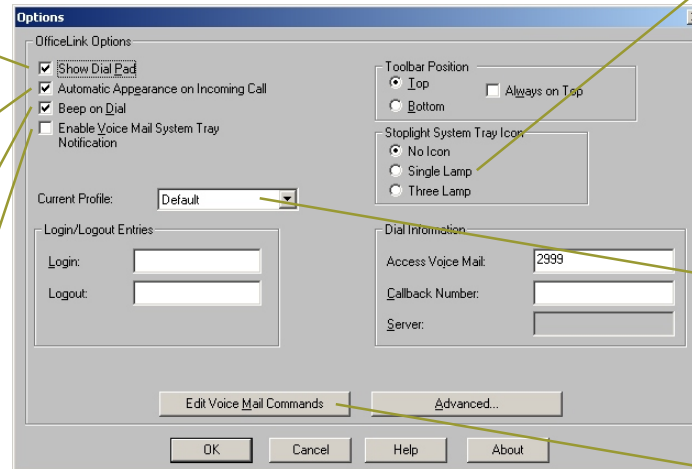 Options
OfficeLink Options
Show Dial Pad
Automatic Appearance on Incoming Call
Beep on Dial
Enable Voice Mail System Tray
Notification
Toolbar Position
Top
Always on Top
Bottom
Stoplight System Tray Icon
No Icon
Single Lamp
Three Lamp
Current Profile:
Default
Login/Logout Entries
Login:
Logout:
Dial Information
Access Voice Mail:
2999
Callback Number:
Server:
Edit Voice Mail Commands
Advanced...
OK
Cancel
Help
About